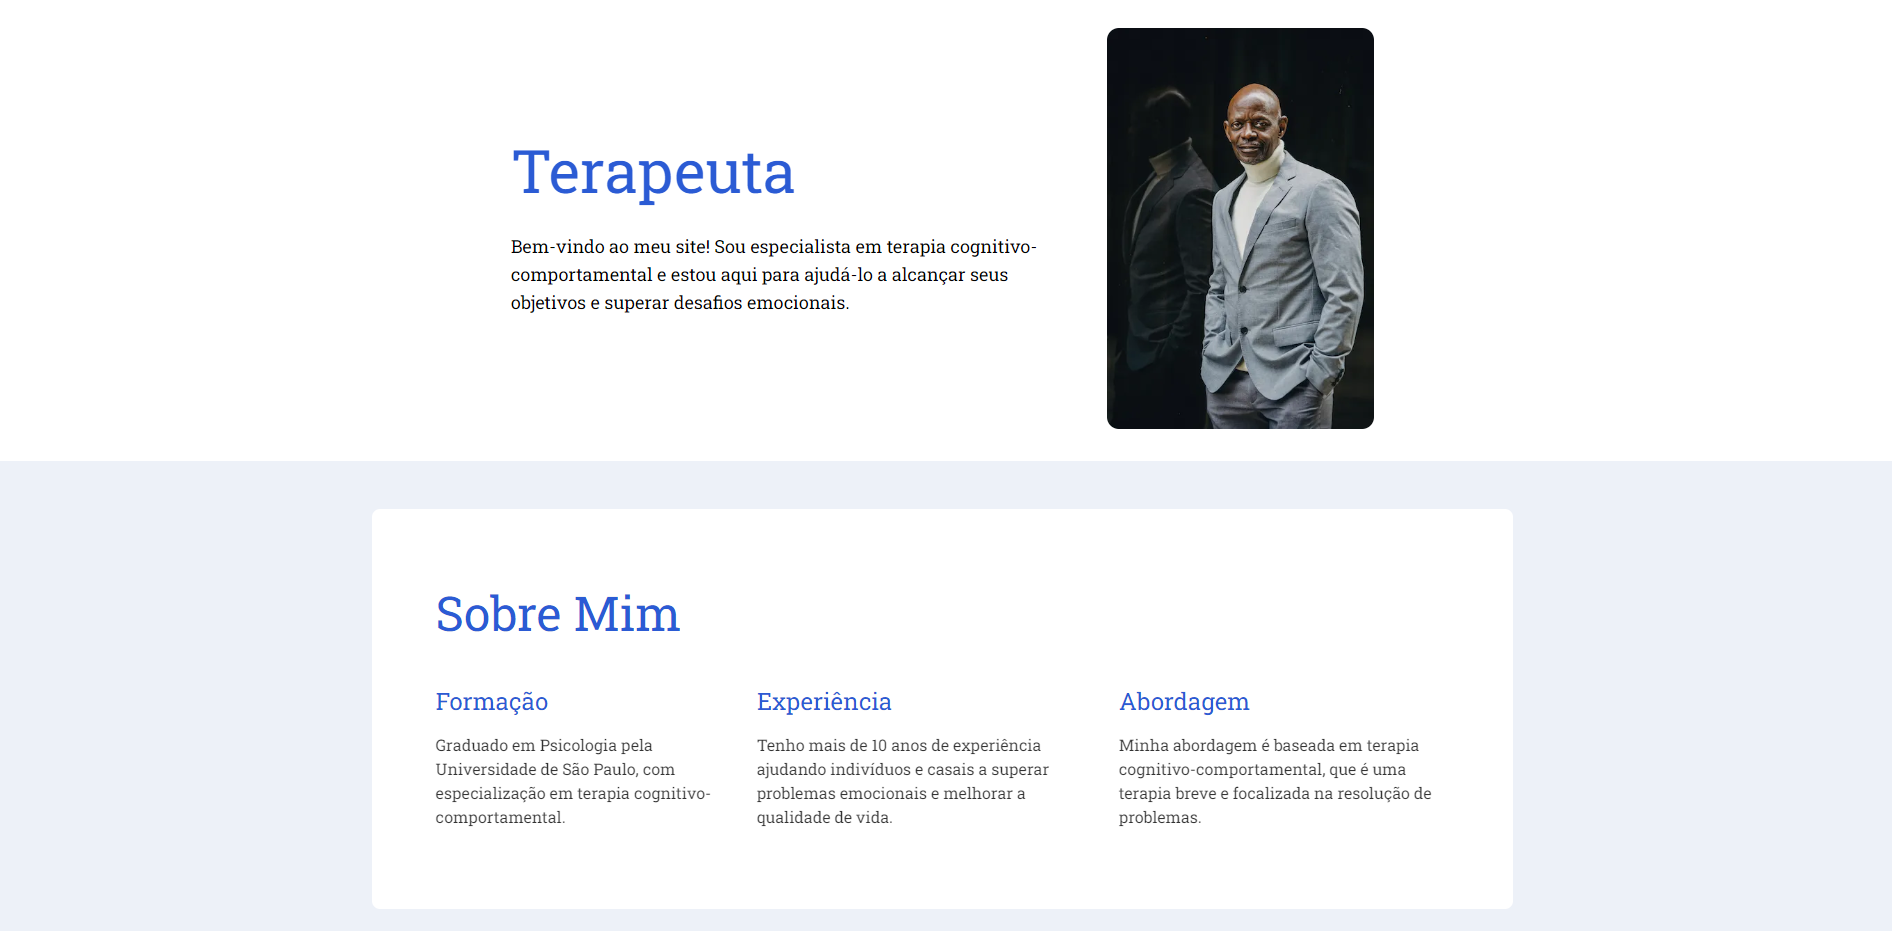 Terapeuta
Bem-vindo ao meu site! Sou especialista em terapia cognitivo-
comportamental e estou aqui para ajudá-lo a alcançar seus
objetivos e superar desafios emocionais.
Sobre Mim
Formação
Graduado em Psicologia pela
Universidade de São Paulo, com
especialização em terapia cognitivo-
comportamental.
Experiência
Tenho mais de 10 anos de experiência
ajudando indivíduos e casais a superar
problemas emocionais e melhorar a
qualidade de vida.
Abordagem
Minha abordagem é baseada em terapia
cognitivo-comportamental, que é uma
terapia breve e focalizada na resolução de
problemas.